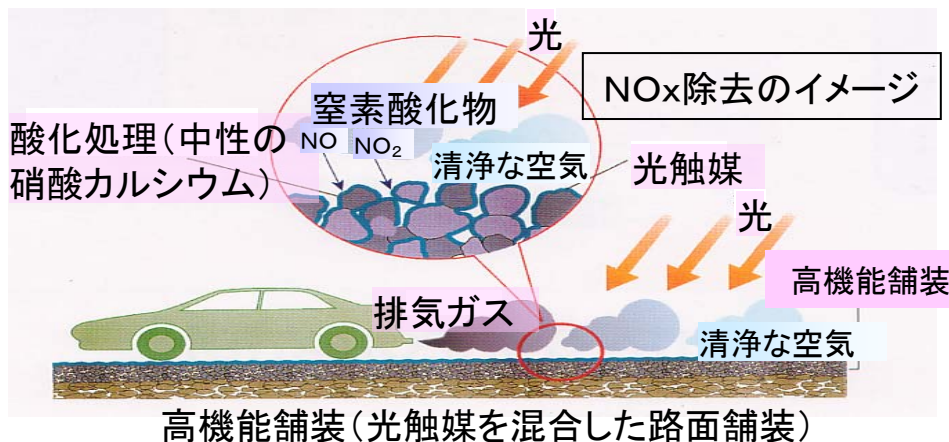 光
NOx除去のイメージ
窒素酸化物
酸化処理(中性の
硝酸カルシウム)
NO NO₂
清浄な空気
光触媒
光
高機能舗装
排気ガス
清浄な空気
高機能舗装(光触媒を混合した路面舗装)